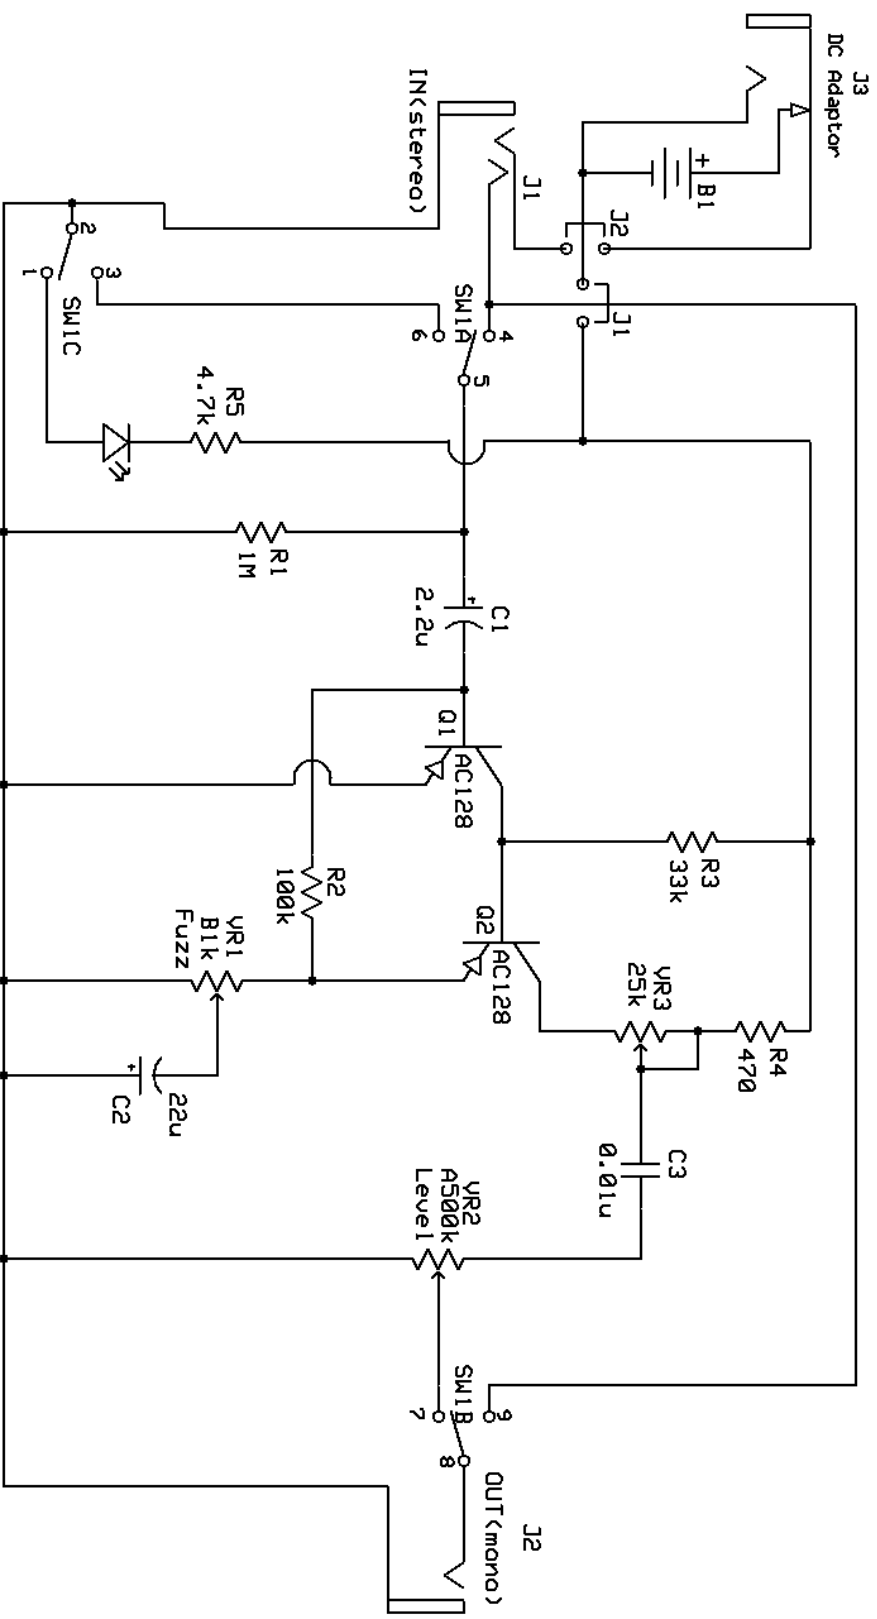 J3
DC Adaptor
+
B1
IN(stereo)
J1
J2
J1
SW1A
4
5
6
2
3
1
SW1C
R5
4.7k
R1
1M
+
C1
2.2u
Q1
AC128
R2
100k
R3
33k
Q2
AC128
VR1
B1k
Fuzz
VR3
25k
R4
470
+
22u
C2
C3
0.01u
VR2
A500k
Level
SW1B
9
7
8
OUT(mono)
J2